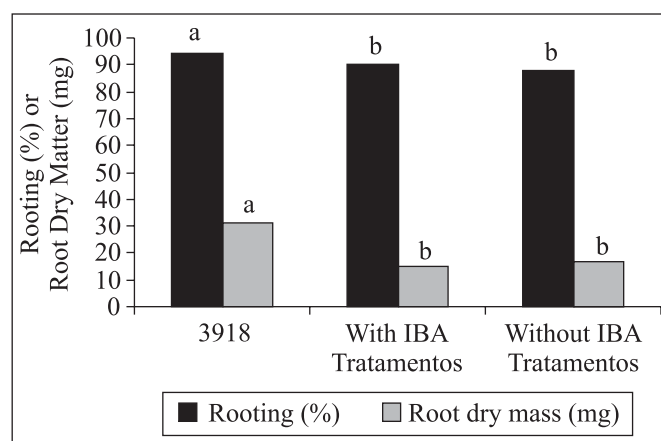 Rooting (%) or
Root Dry Matter (mg)
100
90
80
70
60
50
40
30
20
10
0
a
a
b
b
b
b
3918
With IBA
Tratamentos
Without IBA
Tratamentos
Rooting (%)
Root dry mass (mg)